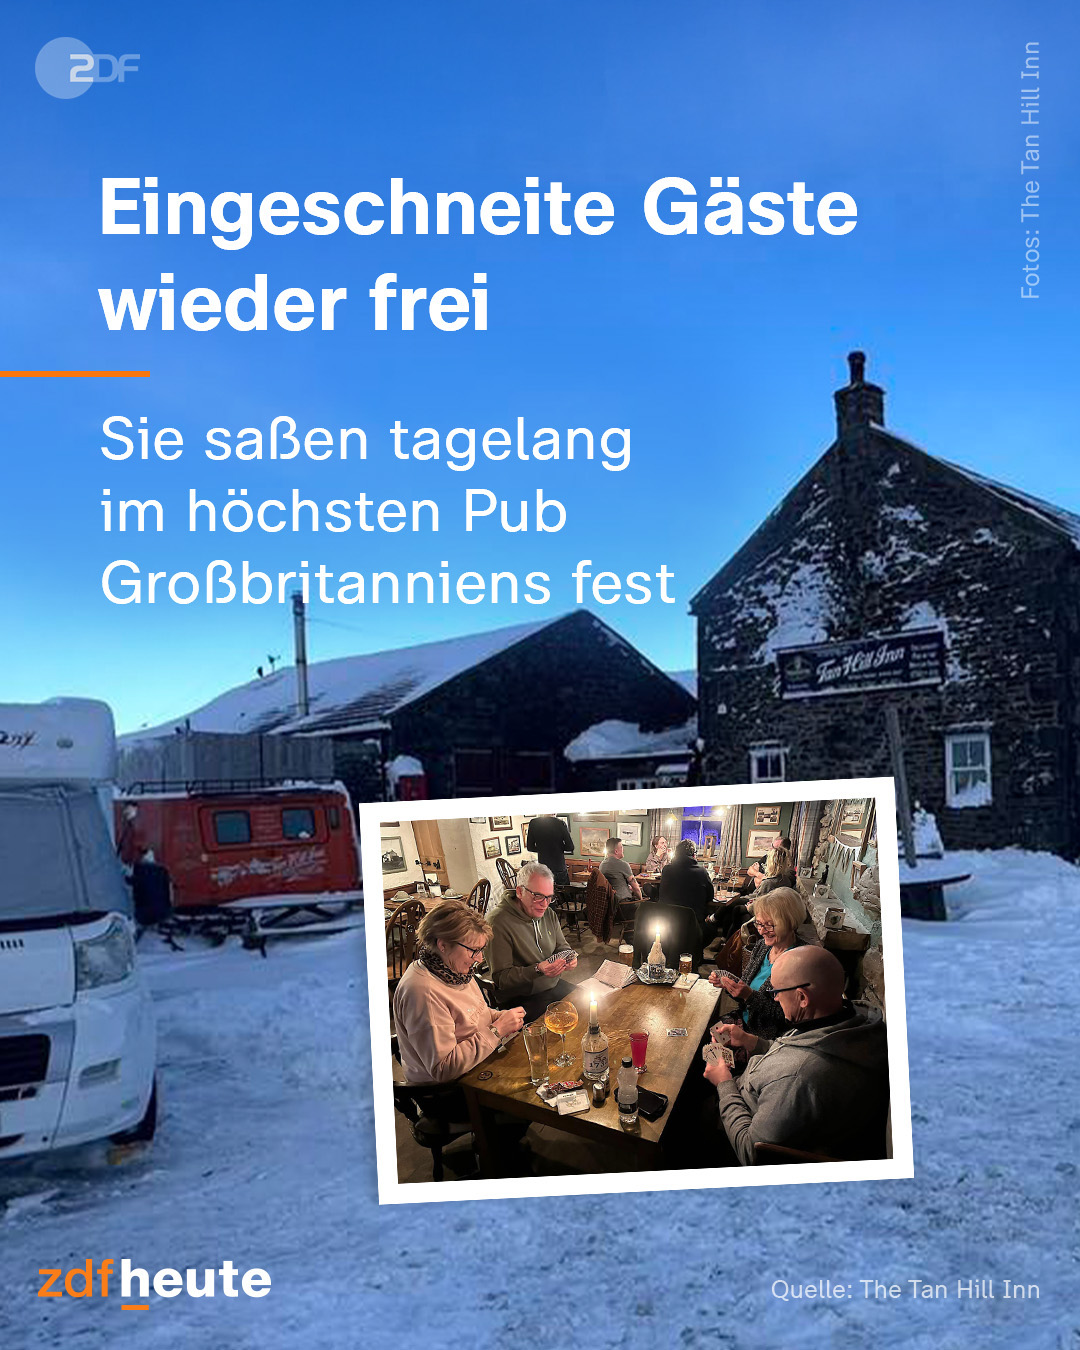 ZDF
Fotos: The Tan Hill Inn
Eingeschneite Gäste
wieder frei
Sie saßen tagelang
im höchsten Pub
Großbritanniens fest
Tan Hill Inn
zdfheute
Quelle: The Tan Hill Inn